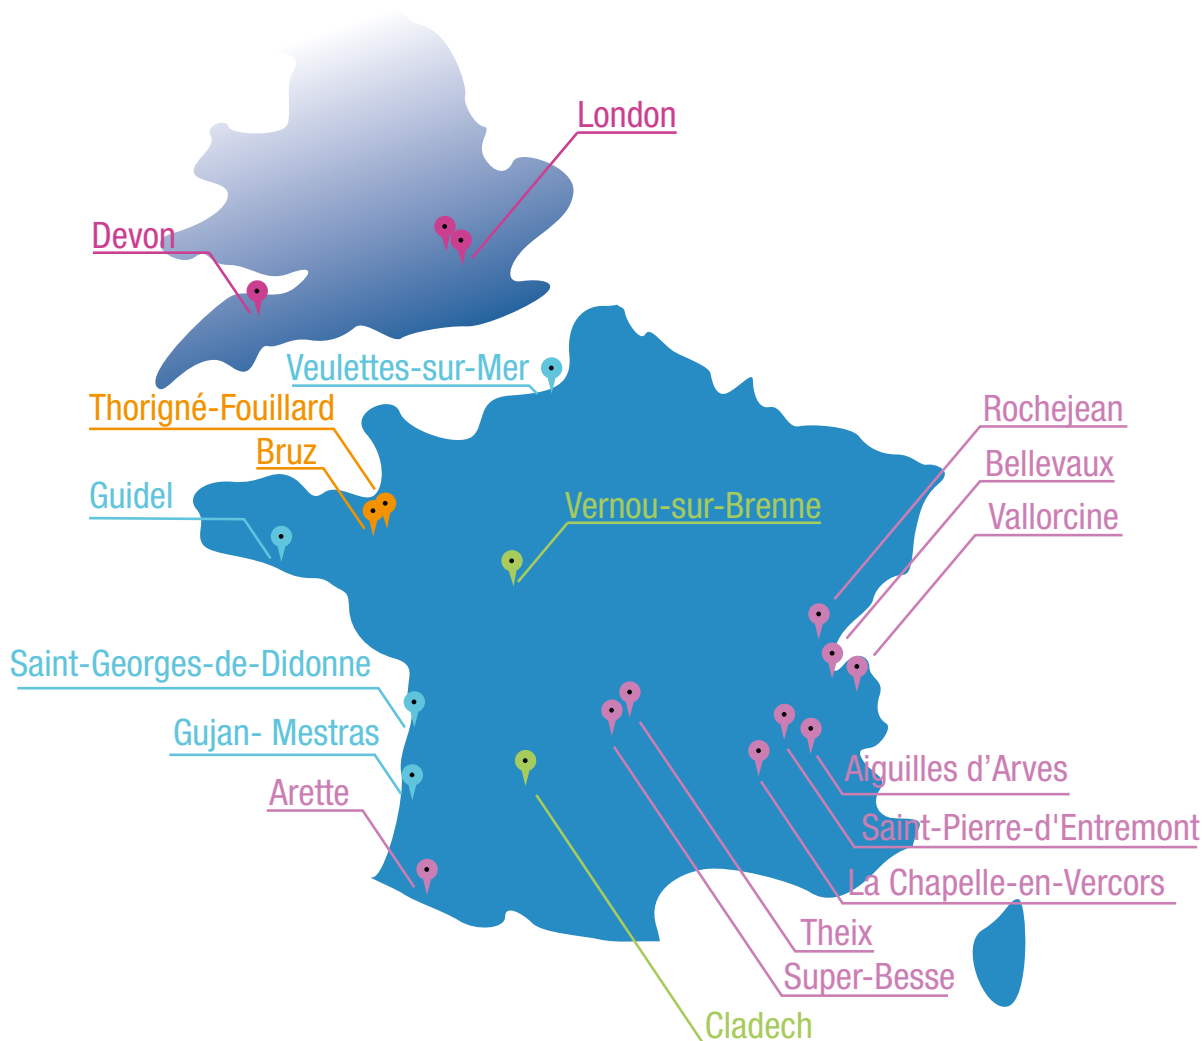 London
Devon
Veulettes-sur-Mer
Thorigné-Fouillard
Rochejean
Bruz
Bellevaux
Guidel
Vernou-sur-Brenne
Vallorcine
Saint-Georges-de-Didonne
Gujan- Mestras
Aiguilles d’Arves
Arette
Saint-Pierre-d'Entremont
La Chapelle-en-Vercors
Theix
Super-Besse
Cladech